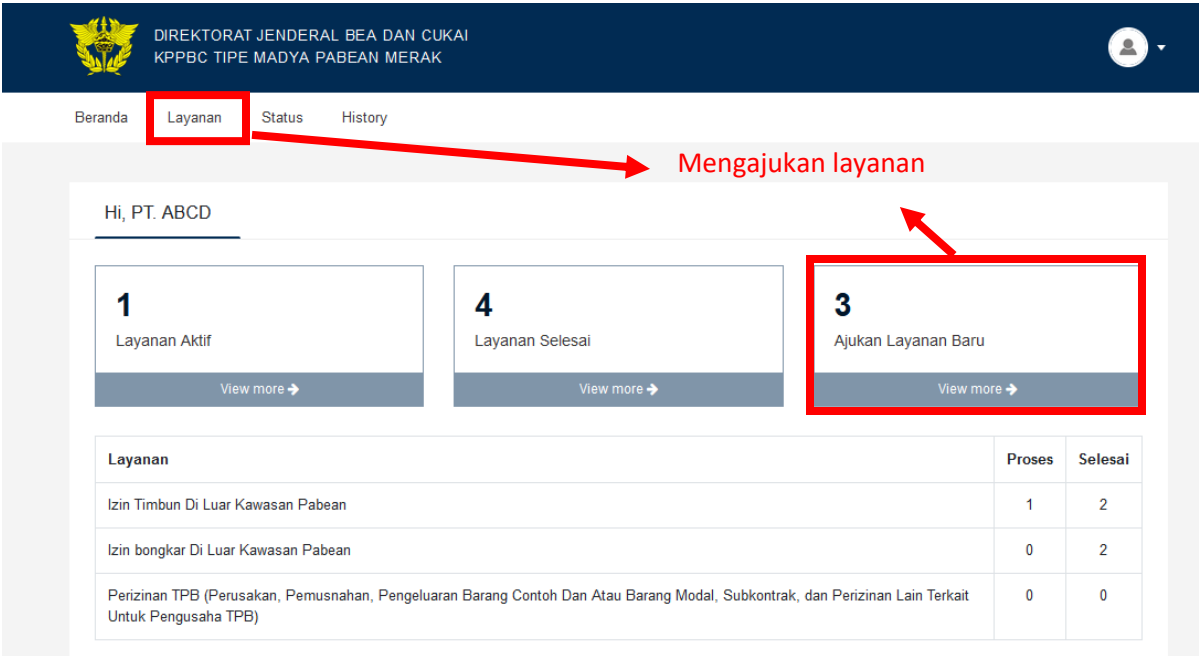 DIREKTORAT JENDERAL BEA DAN CUKAI
KPPBC TIPE MADYA PABEAN MERAK
Beranda Layanan Status History
Mengajukan layanan
Hi, PT. ABCD
1
Layanan Aktif
View more
4
Layanan Selesai
View more
3
Ajukan Layanan Baru
View more
Layanan Proses Selesai
Izin Timbun Di Luar Kawasan Pabean 1 2
Izin bongkar Di Luar Kawasan Pabean 0 2
Perizinan TPB (Perusakan, Pemusnahan, Pengeluaran Barang Contoh Dan Atau Barang Modal, Subkontrak, dan Perizinan Lain Terkait 0 0
Untuk Pengusaha TPB)